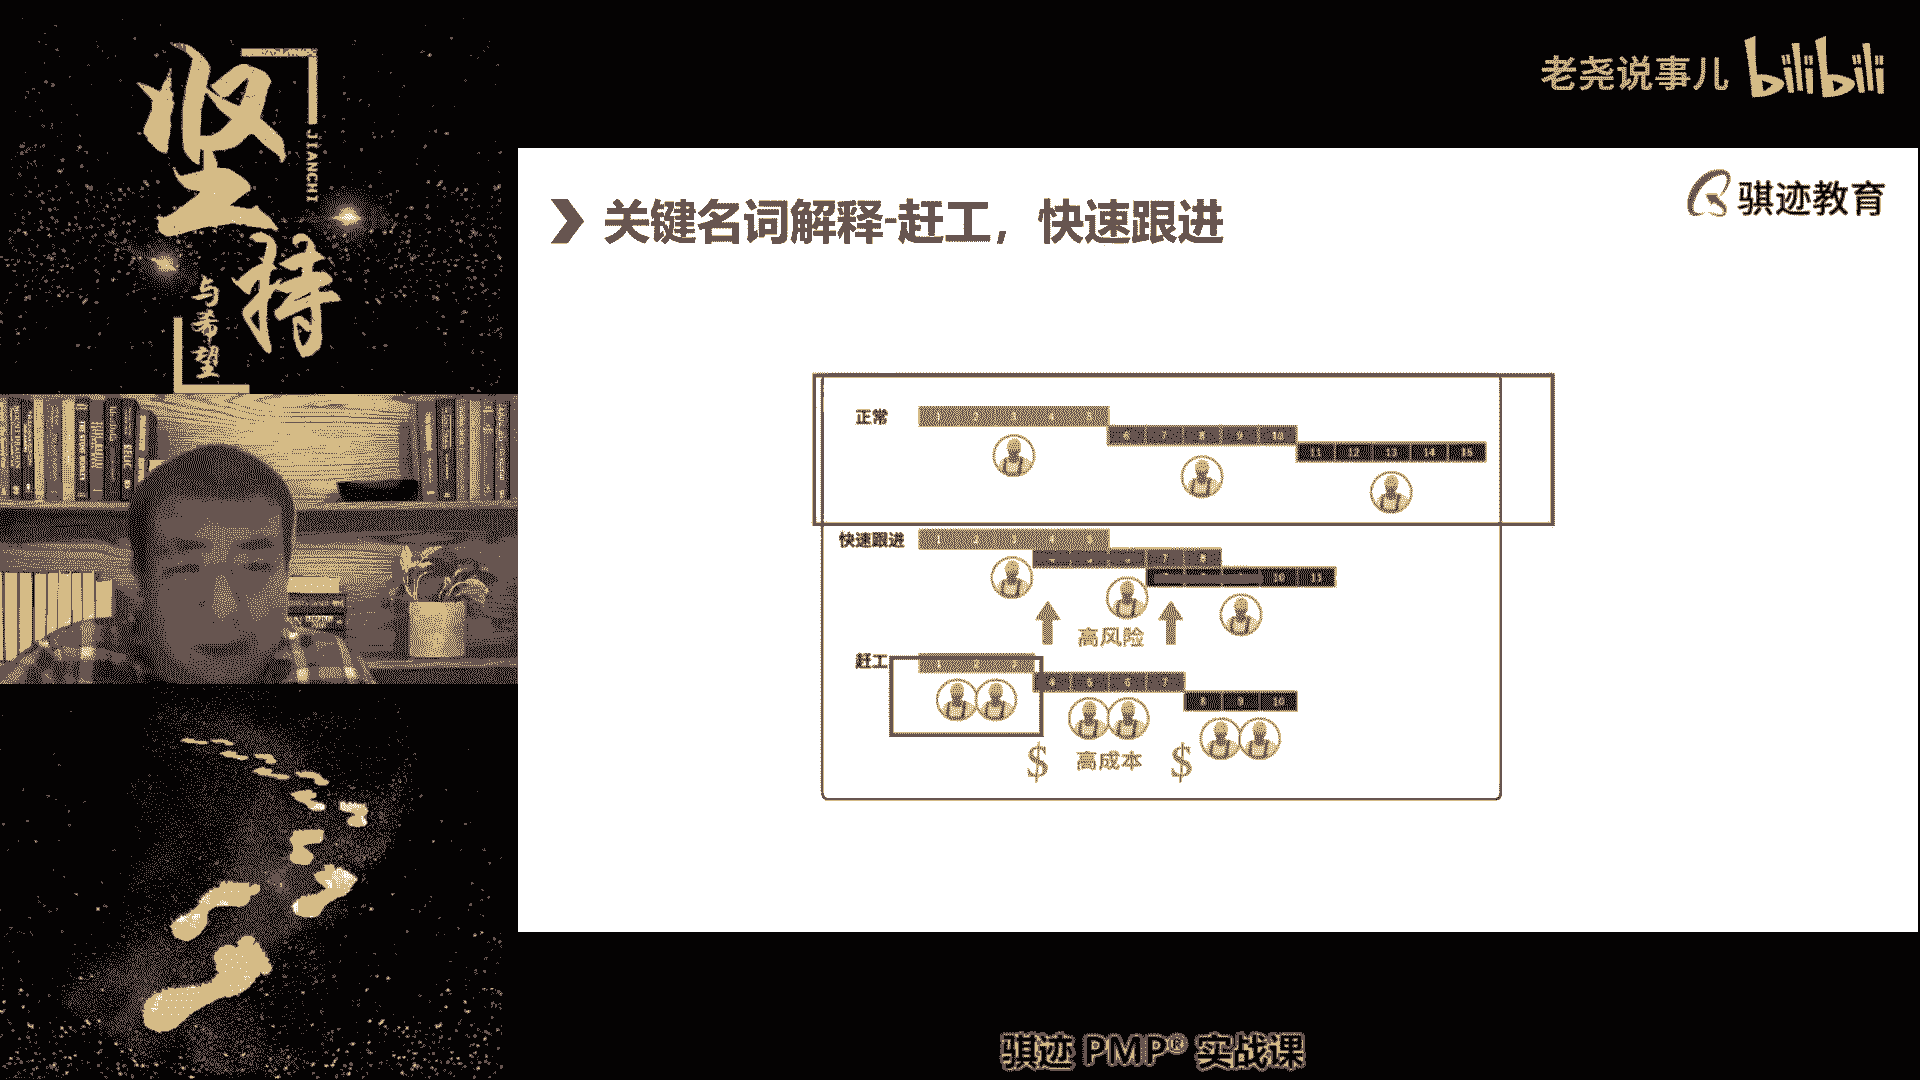 坚持
JIANCHI
与希望
老尧说事儿 bilibili
骐迹教育
关键名词解释-赶工，快速跟进
正常
1 2 3 4 5
6 7 8 9 10
11 12 13 14 15
快速跟进
1 2 3 4 5
7 8
10 11
高风险
赶工
1 2 3
4 5 6 7
8 9 10
$ 高成本 $
骐迹 PMP® 实战课